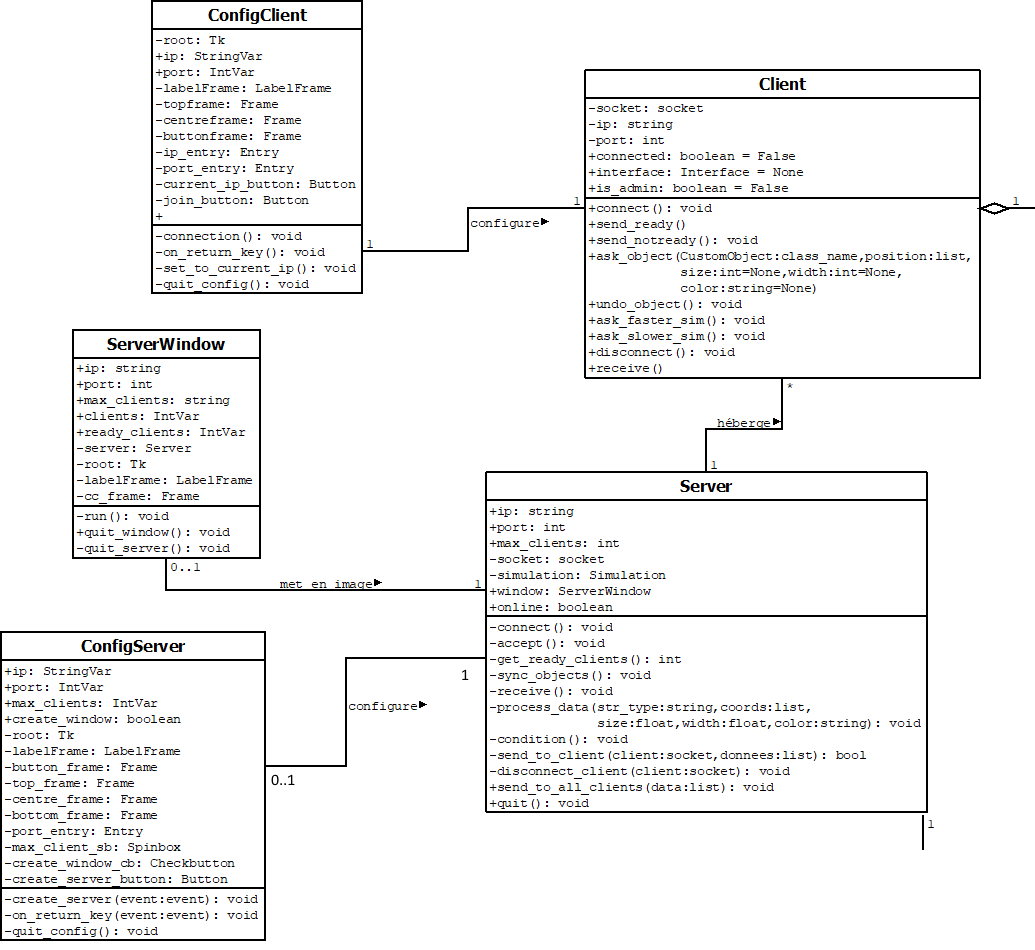 ConfigClient
-root: Tk
+ip: StringVar
+port: IntVar
-labelFrame: LabelFrame
-topframe: Frame
-centreframe: Frame
-buttonframe: Frame
-ip_entry: Entry
-port_entry: Entry
-current_ip_button: Button
-join_button: Button
+
-connection(): void
-on_return_key(): void
-set_to_current_ip(): void
-quit_config(): void
1
configure
1
Client
-socket: socket
-ip: string
-port: int
+connected: boolean = False
+interface: Interface = None
+is_admin: boolean = False
+connect(): void
+send_ready()
+send_notready(): void
+ask_object(CustomObject:class_name,position:list,
size:int=None,width:int=None,
color:string=None)
+undo_object(): void
+ask_faster_sim(): void
+ask_slower_sim(): void
+disconnect(): void
+receive()
1
*
héberge
1
ServerWindow
+ip: string
+port: int
+max_clients: string
+clients: IntVar
+ready_clients: IntVar
-server: Server
-root: Tk
-labelFrame: LabelFrame
-cc_frame: Frame
-run(): void
+quit_window(): void
-quit_server(): void
0..1
met en image
1
Server
+ip: string
+port: int
+max_clients: int
-socket: socket
-simulation: Simulation
+window: ServerWindow
+online: boolean
-connect(): void
-accept(): void
-get_ready_clients(): int
-sync_objects(): void
-receive(): void
-process_data(str_type:string,coords:list,
size:float,width:float,color:string): void
-condition(): void
-send_to_client(client:socket,donnees:list): bool
-disconnect_client(client:socket): void
+send_to_all_clients(data:list): void
+quit(): void
1
1
configure
0..1
ConfigServer
+ip: StringVar
+port: IntVar
+max_clients: IntVar
+create_window: boolean
-root: Tk
-labelFrame: LabelFrame
-button_frame: Frame
-top_frame: Frame
-centre_frame: Frame
-bottom_frame: Frame
-port_entry: Entry
-max_client_sb: Spinbox
-create_window_cb: Checkbutton
-create_server_button: Button
-create_server(event:event): void
-on_return_key(event:event): void
-quit_config(): void